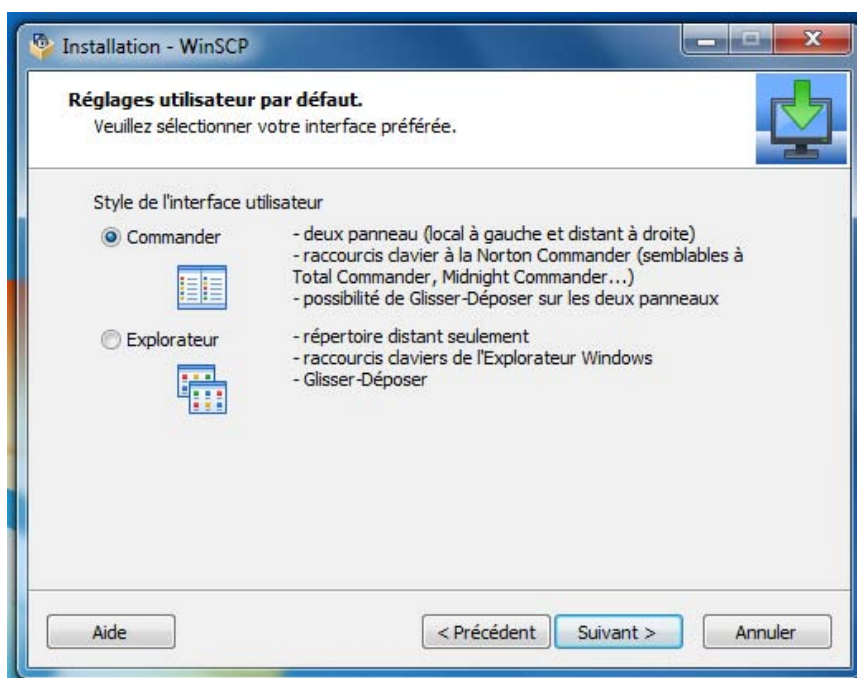 Installation - WinSCP
Réglages utilisateur par défaut.
Veuillez sélectionner votre interface préférée.
Style de l'interface utilisateur
Commander
- deux panneau (local à gauche et distant à droite)
- raccourcis clavier à la Norton Commander (semblables à
Total Commander, Midnight Commander...)
- possibilité de Glisser-Déposer sur les deux panneaux
Explorateur
- répertoire distant seulement
- raccourcis claviers de l'Explorateur Windows
- Glisser-Déposer
Aide
< Précédent
Suivant >
Annuler